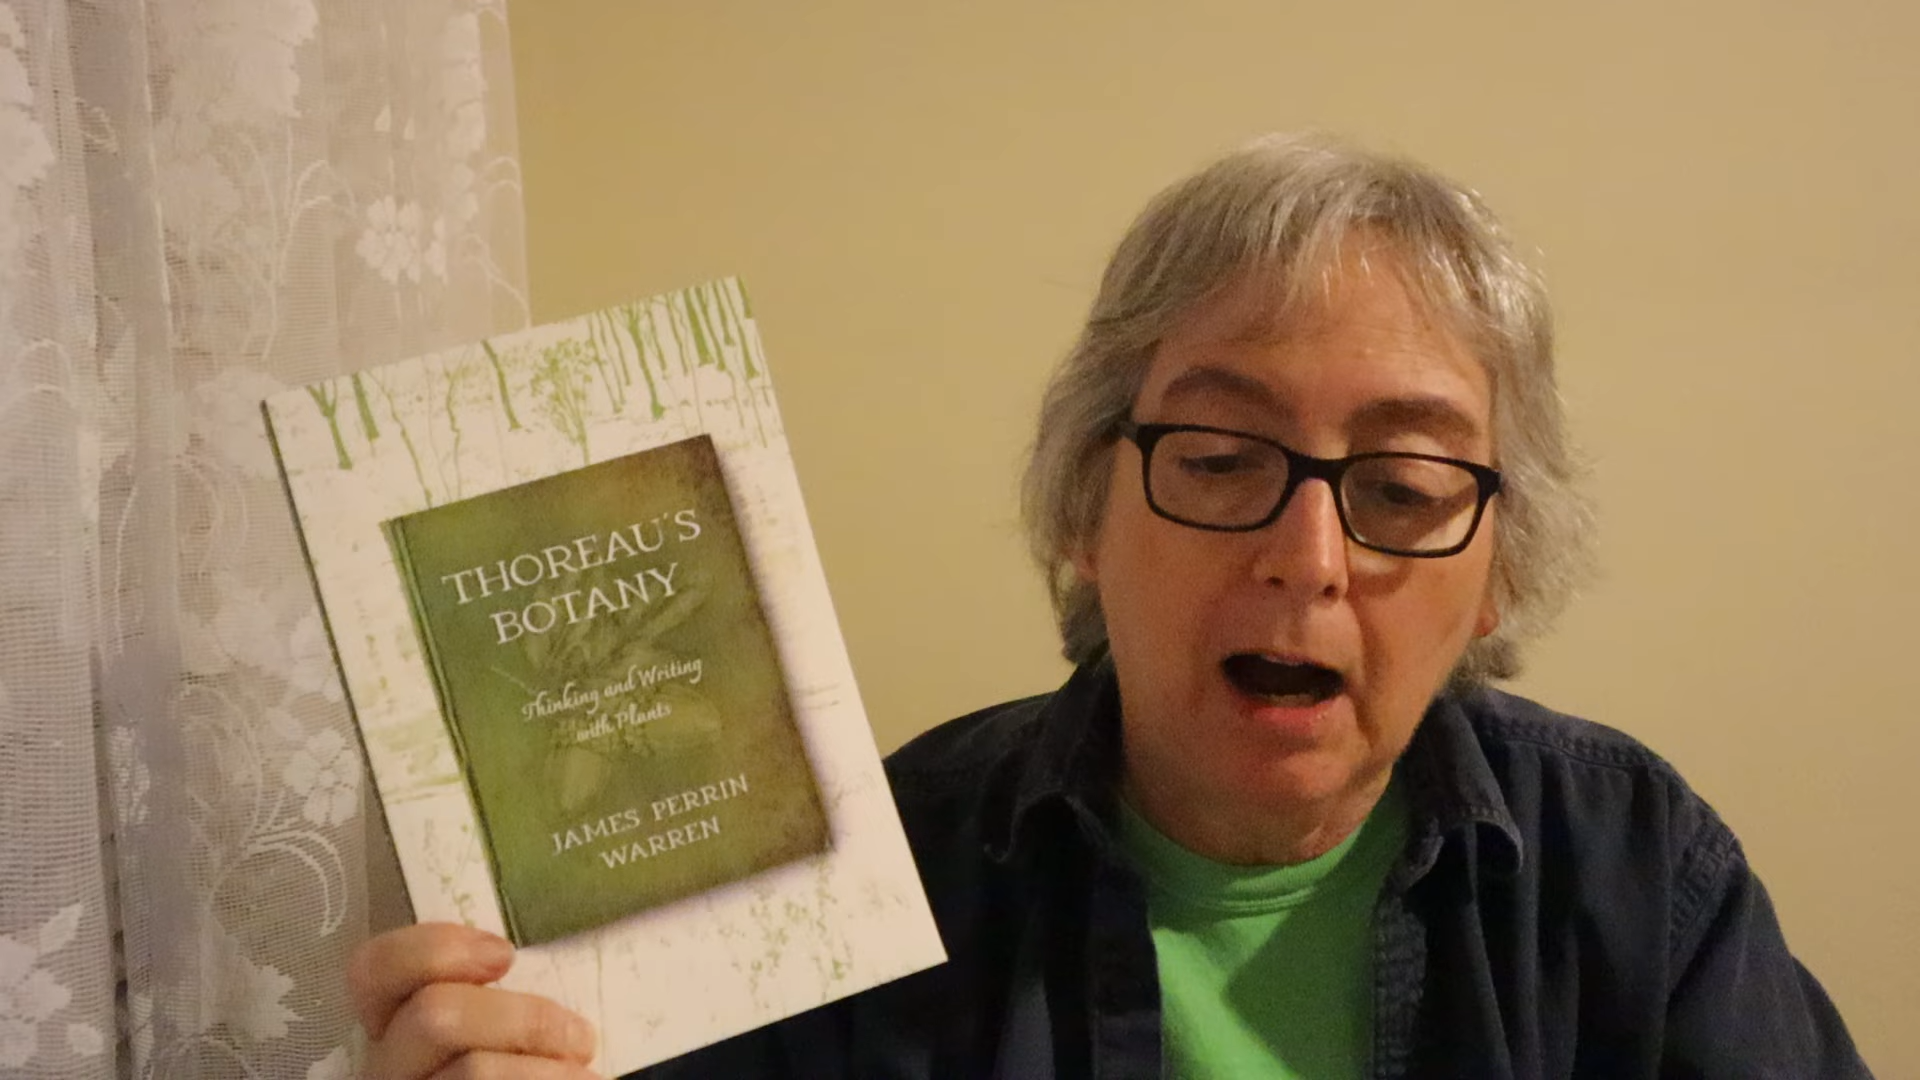 THOREAU'S
BOTANY
Thinking and Writing
with Plants
JAMES PERRIN
WARREN